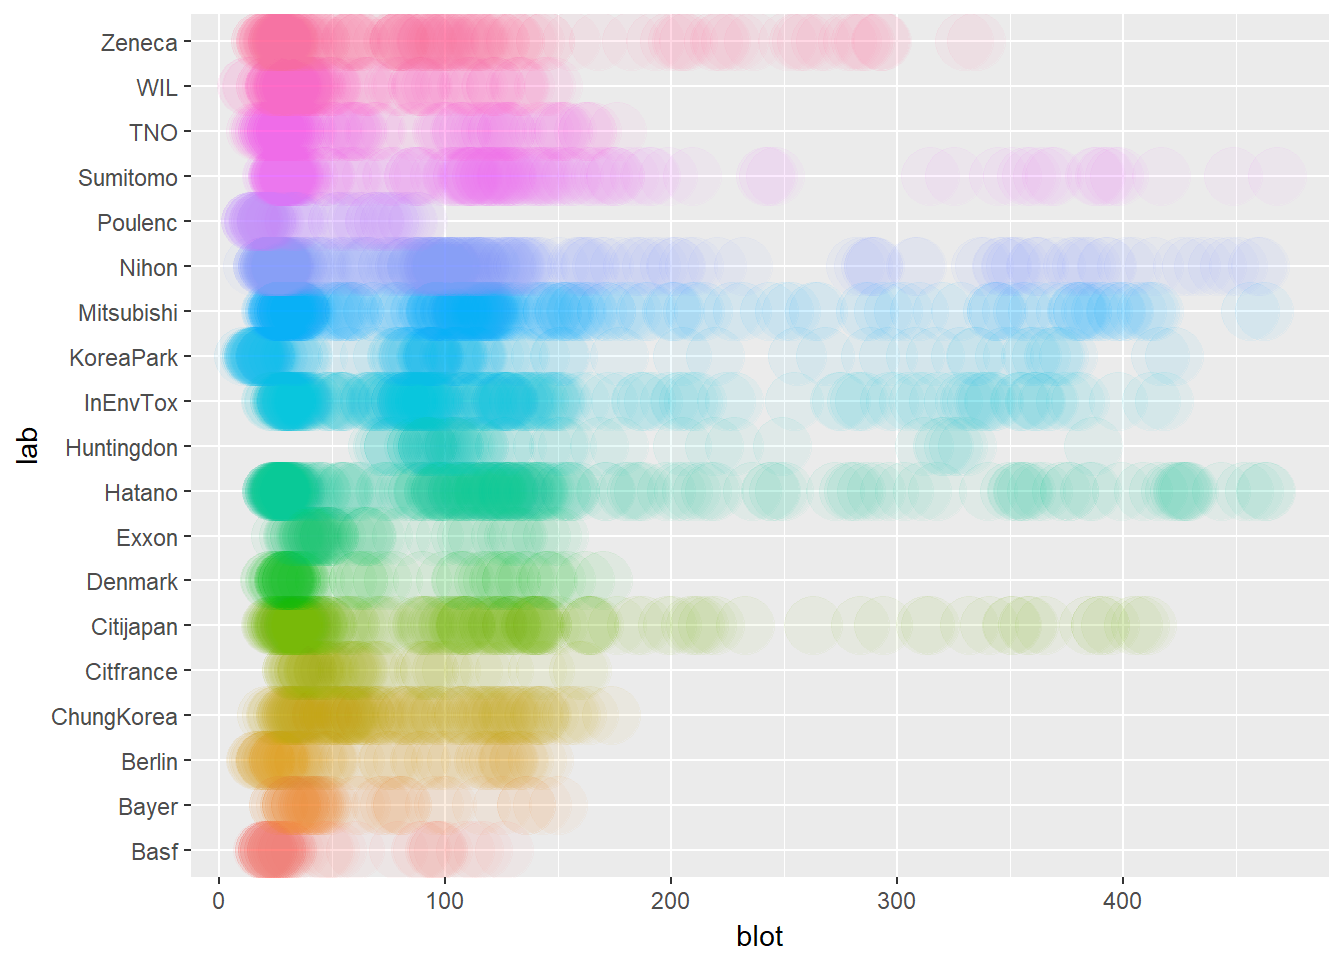 Zeneca
WIL
TNO
Sumitomo
Poulenc
Nihon
Mitsubishi
KoreaPark
InEnvTox
Huntingdon
Hatano
Exxon
Denmark
Citijapan
Citfrance
ChungKorea
Berlin
Bayer
Basf
lab
0 100 200 300 400
blot